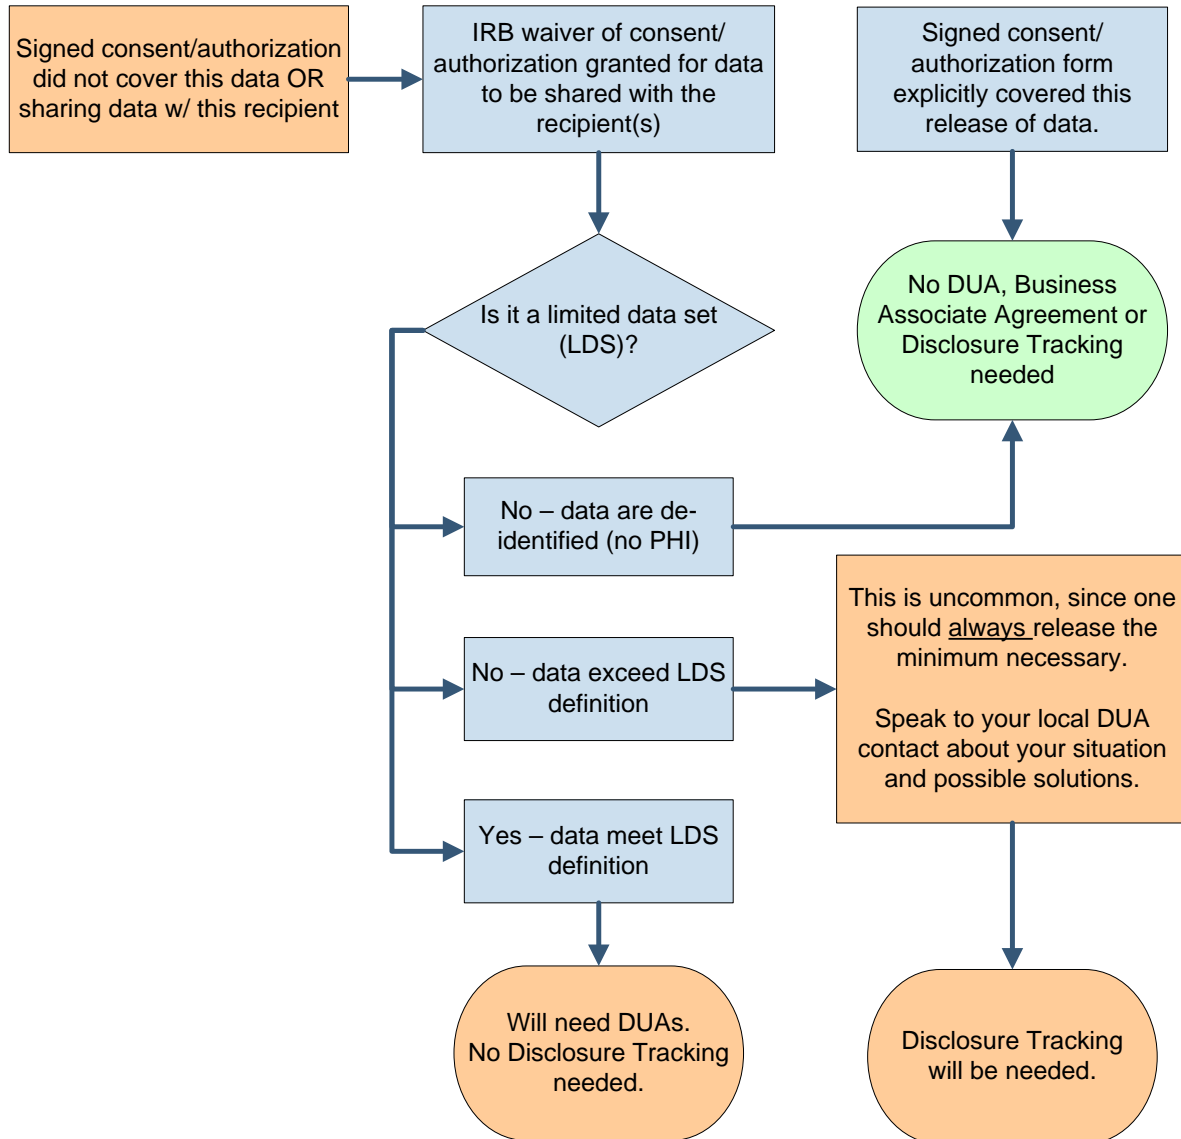 Signed consent/authorization
did not cover this data OR
sharing data w/ this recipient
IRB waiver of consent/
authorization granted for data
to be shared with the
recipient(s)
Signed consent/
authorization form
explicitly covered this
release of data.
Is it a limited data set
(LDS)?
No DUA, Business
Associate Agreement or
Disclosure Tracking
needed
No – data are de-
identified (no PHI)
No – data exceed LDS
definition
This is uncommon, since one
should always release the
minimum necessary.
Speak to your local DUA
contact about your situation
and possible solutions.
Yes – data meet LDS
definition
Will need DUAs.
No Disclosure Tracking
needed.
Disclosure Tracking
will be needed.